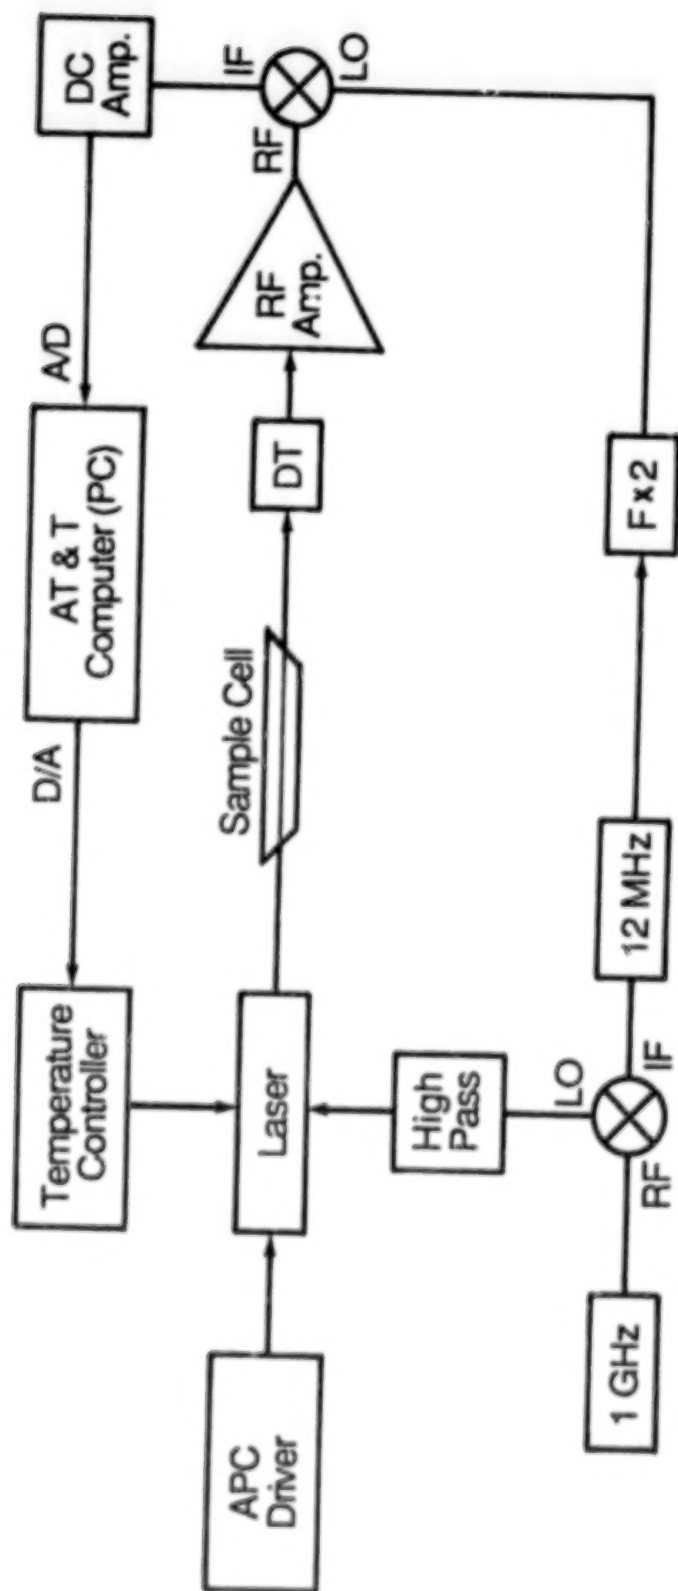 Temperature
Controller
D/A
AT & T
Computer (PC)
A/D
DC
Amp.
APC
Driver
Laser
Sample Cell
DT
RF
Amp.
RF
IF
LO
High
Pass
1 GHz
RF
LO
IF
12 MHz
F x 2